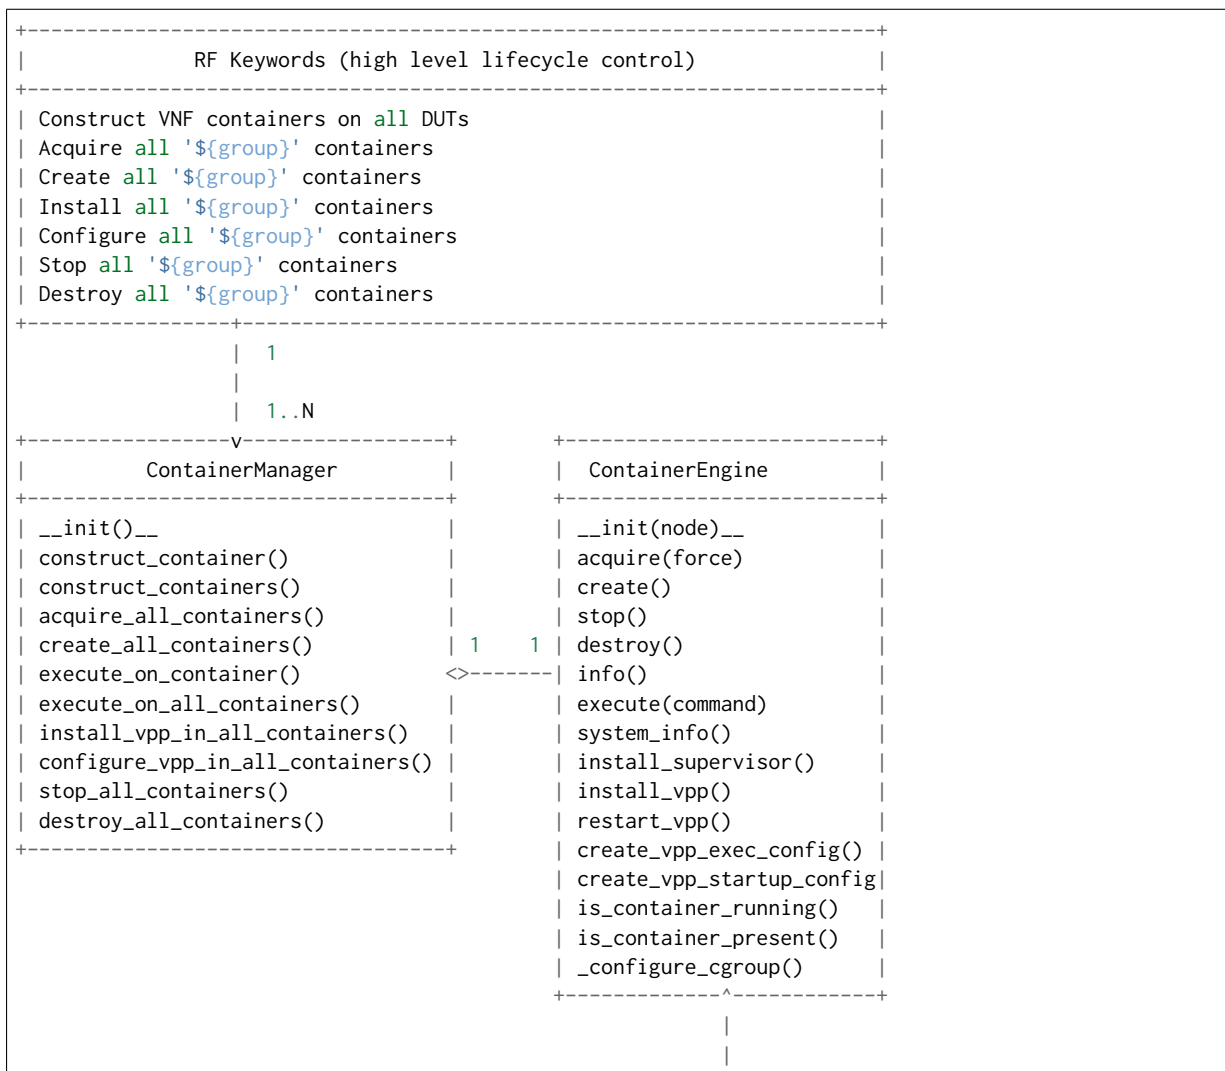 +-------------------------------------------------------------------------+
|              RF Keywords (high level lifecycle control)               |
+-------------------------------------------------------------------------+
| Construct VNF containers on all DUTs                                    |
| Acquire all '${group}' containers                                       |
| Create all '${group}' containers                                        |
| Install all '${group}' containers                                       |
| Configure all '${group}' containers                                     |
| Stop all '${group}' containers                                          |
| Destroy all '${group}' containers                                       |
+-----------------+-------------------------------------------------------+
                  |  1
                  |
                  |  1..N
+-----------------v-----------------+        +--------------------------+
|          ContainerManager         |        |  ContainerEngine         |
+-----------------------------------+        +--------------------------+
| __init()__                        |        | __init(node)__           |
| construct_container()             |        | acquire(force)           |
| construct_containers()            |        | create()                 |
| acquire_all_containers()          |        | stop()                   |
| create_all_containers()           | 1    1 | destroy()                |
| execute_on_container()           <>-------| info()                   |
| execute_on_all_containers()       |        | execute(command)         |
| install_vpp_in_all_containers()   |        | system_info()            |
| configure_vpp_in_all_containers() |        | install_supervisor()     |
| stop_all_containers()             |        | install_vpp()            |
| destroy_all_containers()          |        | restart_vpp()            |
+-----------------------------------+        | create_vpp_exec_config() |
                                             | create_vpp_startup_config|
                                             | is_container_running()   |
                                             | is_container_present()   |
                                             | _configure_cgroup()      |
                                             +-------------^------------+
                                                           |
                                                           |